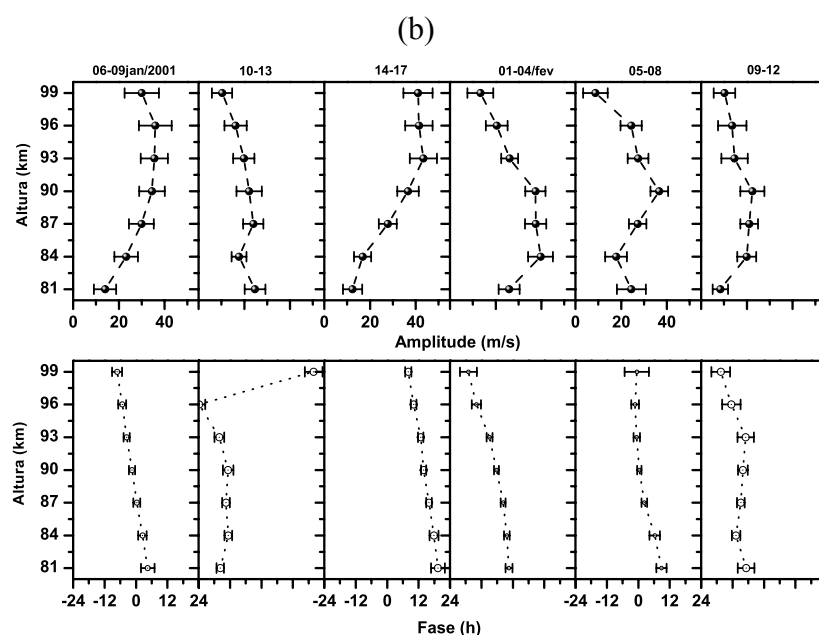 (b)
06-09jan/2001 10-13 14-17 01-04/fev 05-08 09-12
99
96
93
90
87
84
81
Altura (km)
0 20 40 0 20 40 0 20 40
Amplitude (m/s)
99
96
93
90
87
84
81
Altura (km)
-24 -12 0 12 24 -24 -12 0 12 24 -24 -12 0 12 24
Fase (h)